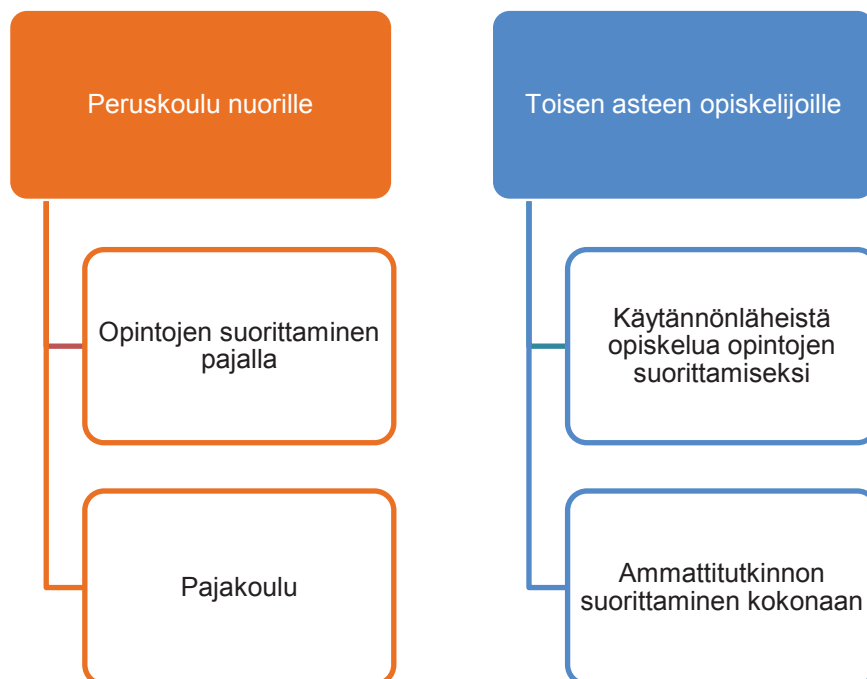 Peruskoulu nuorille
Opintojen suorittaminen
pajalla
Pajakoulu
Toisen asteen opiskelijoille
Käytännönläheistä
opiskelua opintojen
suorittamiseksi
Ammattitutkinnon
suorittaminen kokonaan